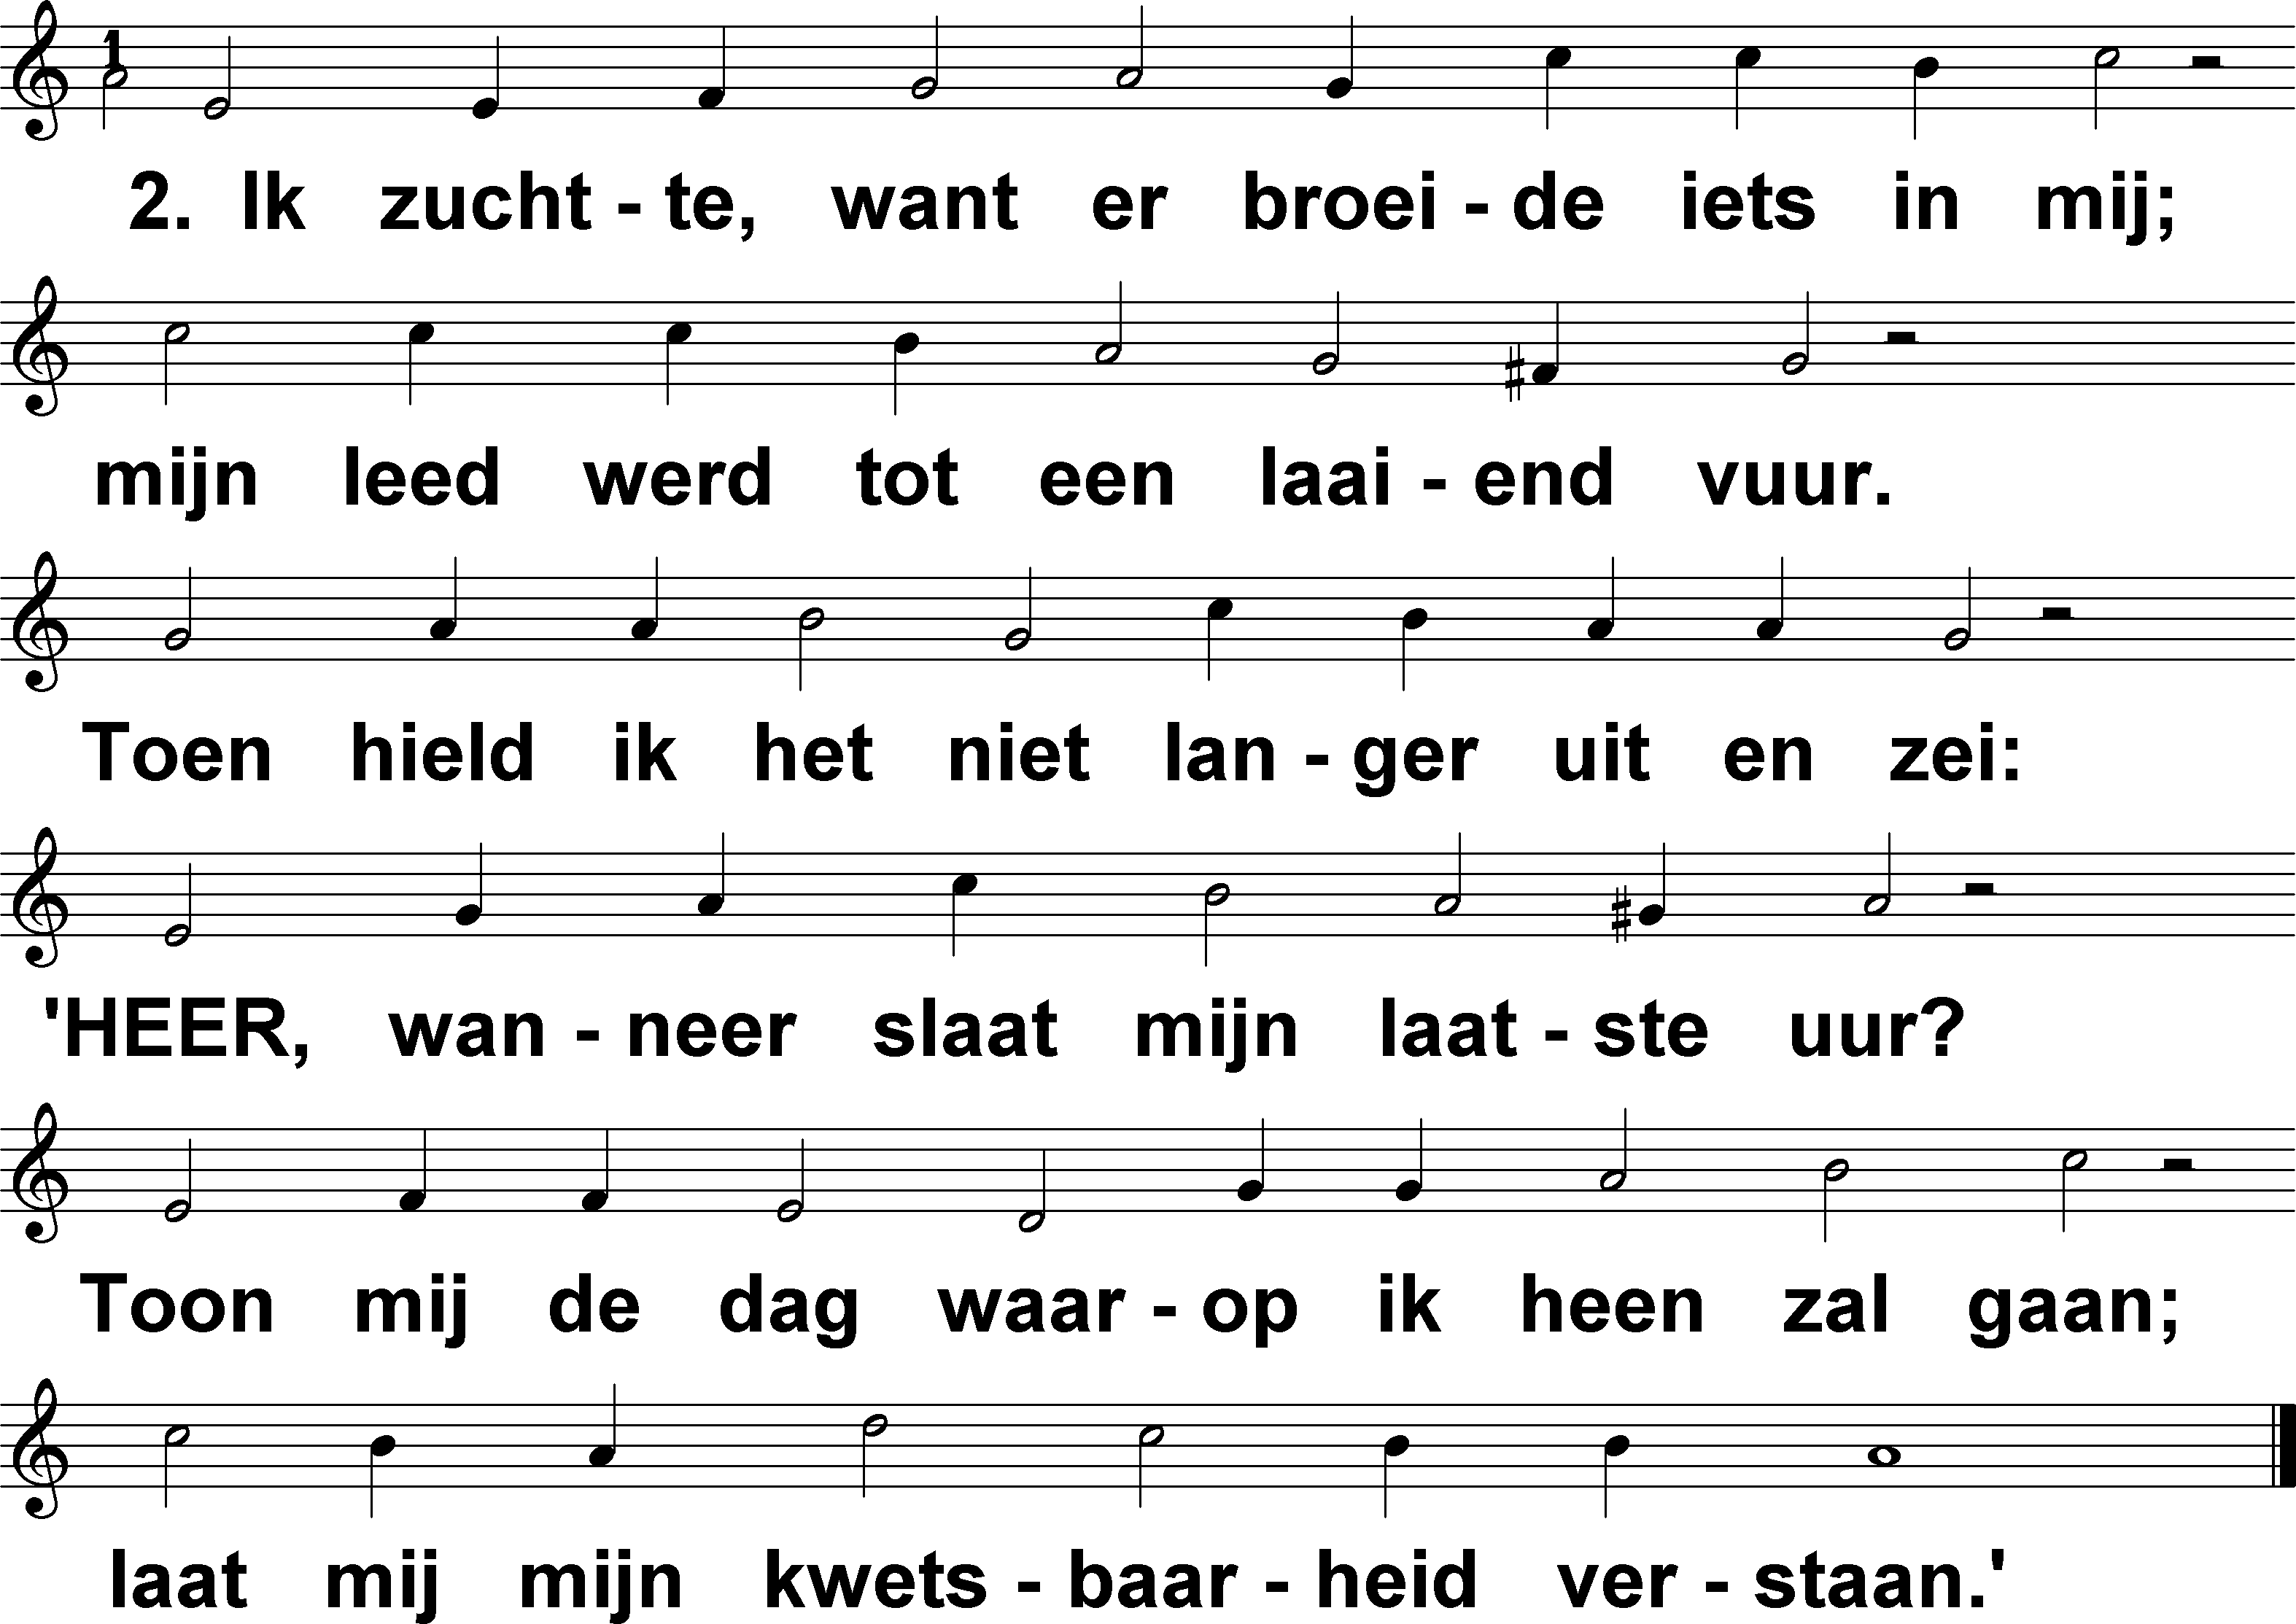 1
2. Ik zucht - te, want er broei - de iets in mij;
mijn leed werd tot een laai - end vuur.
Toen hield ik het niet lan - ger uit en zei:
'HEER, wan - neer slaat mijn laat - ste uur?
Toon mij de dag waar - op ik heen zal gaan;
laat mij mijn kwets - baar - heid ver - staan.'